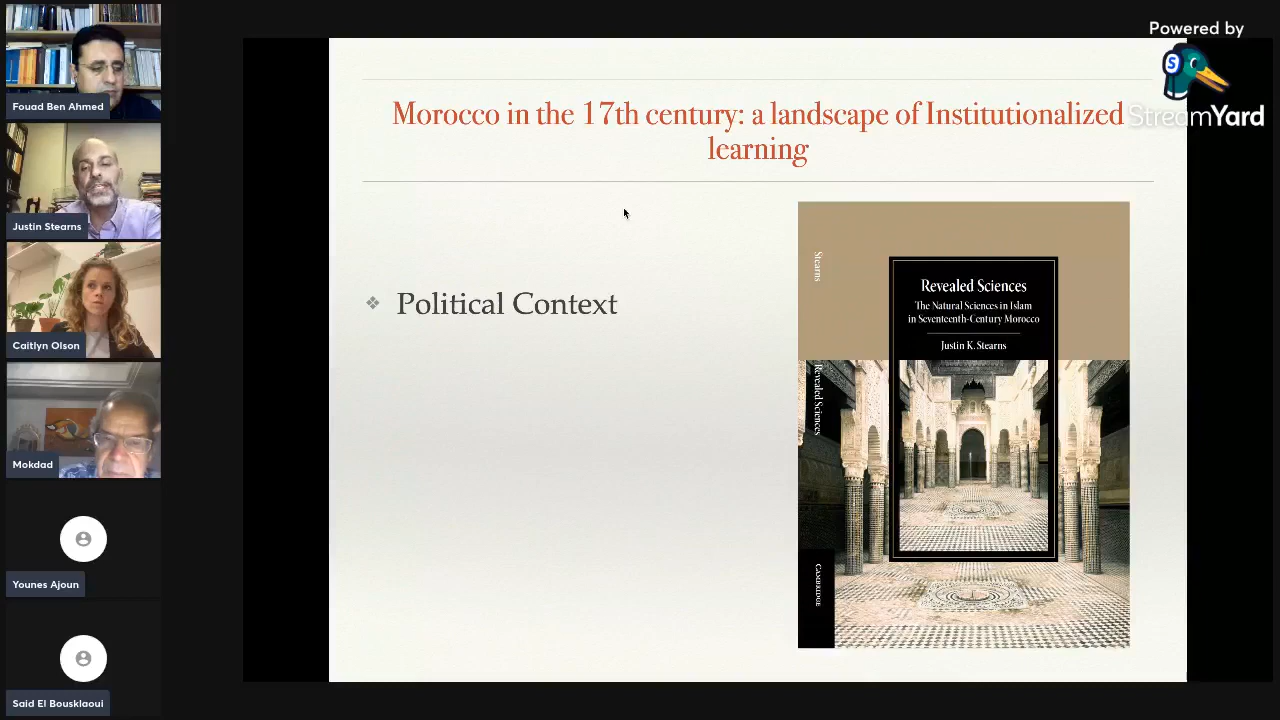 Powered by
StreamYard
Fouad Ben Ahmed
Justin Stearns
Caitlyn Olson
Mokdad
Younes Ajoun
Said El Bousklaoui
Morocco in the 17th century: a landscape of Institutionalized
learning
❖ Political Context
Stearns
Revealed Sciences
CAMBRIDGE
Revealed Sciences
The Natural Sciences in Islam
in Seventeenth-Century Morocco
Justin K. Stearns